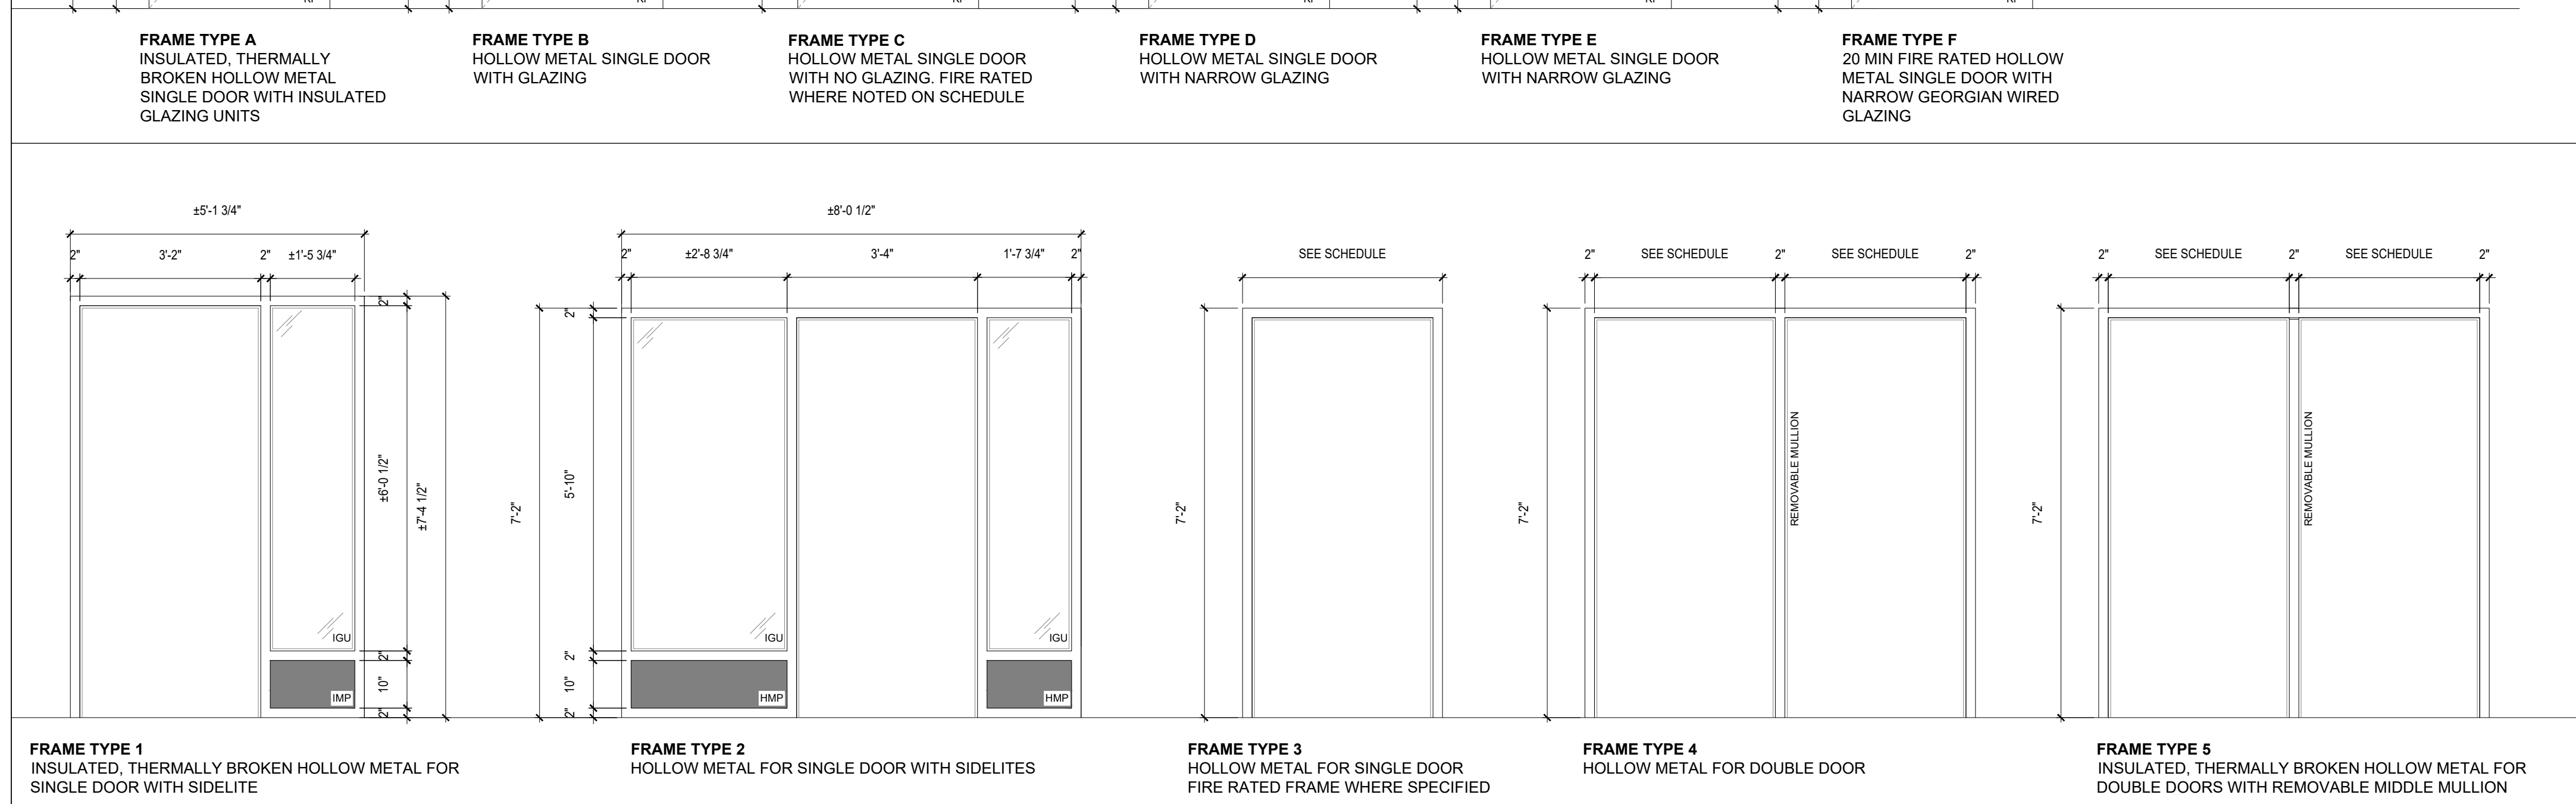 FRAME TYPE A
INSULATED, THERMALLY
BROKEN HOLLOW METAL
SINGLE DOOR WITH INSULATED
GLAZING UNITS
FRAME TYPE B
HOLLOW METAL SINGLE DOOR
WITH GLAZING
FRAME TYPE C
HOLLOW METAL SINGLE DOOR
WITH NO GLAZING. FIRE RATED
WHERE NOTED ON SCHEDULE
FRAME TYPE D
HOLLOW METAL SINGLE DOOR
WITH NARROW GLAZING
FRAME TYPE E
HOLLOW METAL SINGLE DOOR
WITH NARROW GLAZING
FRAME TYPE F
20 MIN FIRE RATED HOLLOW
METAL SINGLE DOOR WITH
NARROW GEORGIAN WIRED
GLAZING
±5'-1 3/4"
2" 3'-2" 2" ±1'-5 3/4"
2"
±6'-0 1/2"
±7'-4 1/2"
IGU
2"
10"
IMP
2"
FRAME TYPE 1
INSULATED, THERMALLY BROKEN HOLLOW METAL FOR
SINGLE DOOR WITH SIDELITE
±8'-0 1/2"
2" ±2'-8 3/4" 3'-4" 1'-7 3/4" 2"
2"
5'-10"
7'-2"
IGU IGU
2"
10"
HMP HMP
2"
FRAME TYPE 2
HOLLOW METAL FOR SINGLE DOOR WITH SIDELITES
SEE SCHEDULE
7'-2"
FRAME TYPE 3
HOLLOW METAL FOR SINGLE DOOR
FIRE RATED FRAME WHERE SPECIFIED
2" SEE SCHEDULE 2" SEE SCHEDULE 2"
REMOVABLE MULLION
7'-2"
FRAME TYPE 4
HOLLOW METAL FOR DOUBLE DOOR
2" SEE SCHEDULE 2" SEE SCHEDULE 2"
REMOVABLE MULLION
7'-2"
FRAME TYPE 5
INSULATED, THERMALLY BROKEN HOLLOW METAL FOR
DOUBLE DOORS WITH REMOVABLE MIDDLE MULLION